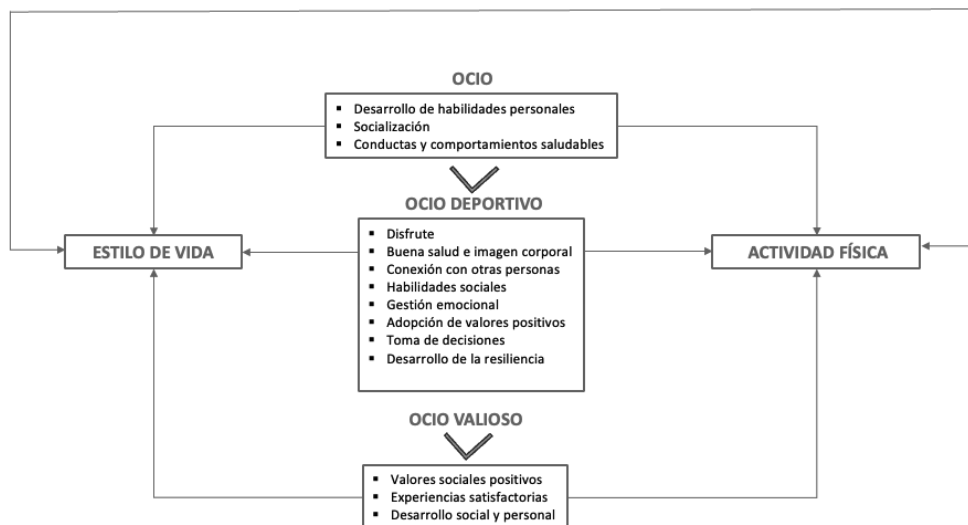 OCIO
Desarrollo de habilidades personales
Socialización
Conductas y comportamientos saludables
OCIO DEPORTIVO
Disfrute
Buena salud e imagen corporal
Conexión con otras personas
Habilidades sociales
Gestión emocional
Adopción de valores positivos
Toma de decisiones
Desarrollo de la resiliencia
ESTILO DE VIDA
ACTIVIDAD FÍSICA
OCIO VALIOSO
Valores sociales positivos
Experiencias satisfactorias
Desarrollo social y personal